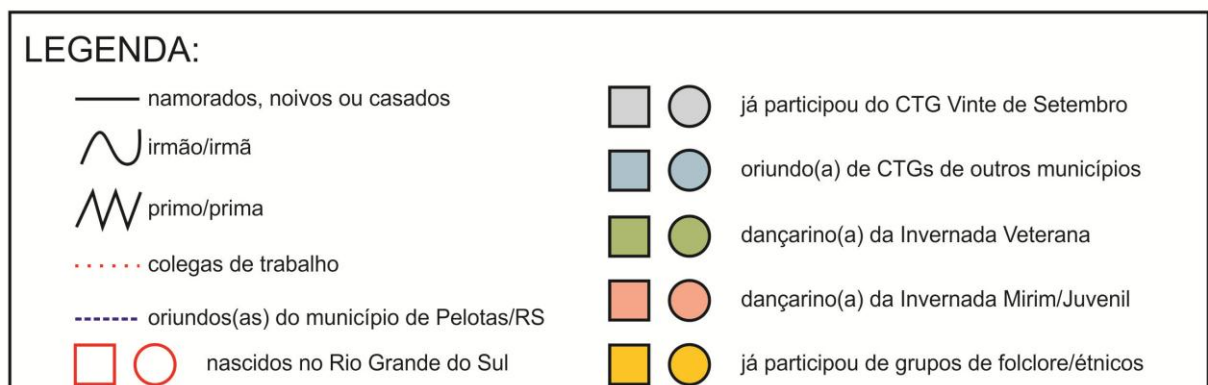 LEGENDA:
namorados, noivos ou casados
irmão/irmã
primo/prima
colegas de trabalho
oriundos(as) do município de Pelotas/RS
nascidos no Rio Grande do Sul
já participou do CTG Vinte de Setembro
oriundo(a) de CTGs de outros municípios
dançarino(a) da Invernada Veterana
dançarino(a) da Invernada Mirim/Juvenil
já participou de grupos de folclore/étnicos